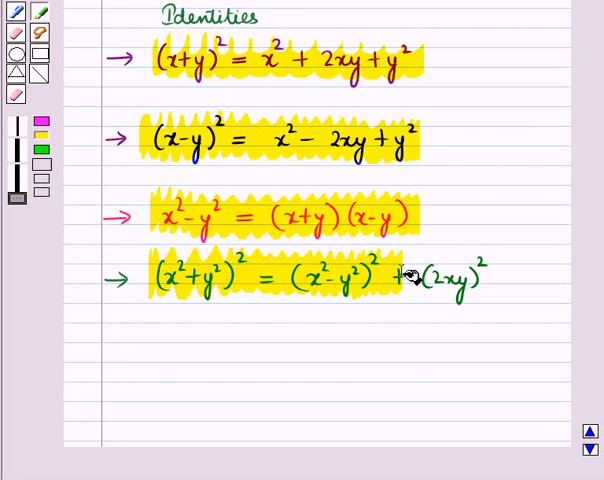 Identities
→ (x+y)² = x² + 2xy + y²
→ (x-y)² = x² - 2xy + y²
→ x² - y² = (x+y) (x-y)
→ (x²+y²)² = (x²-y²)² + (2xy)²